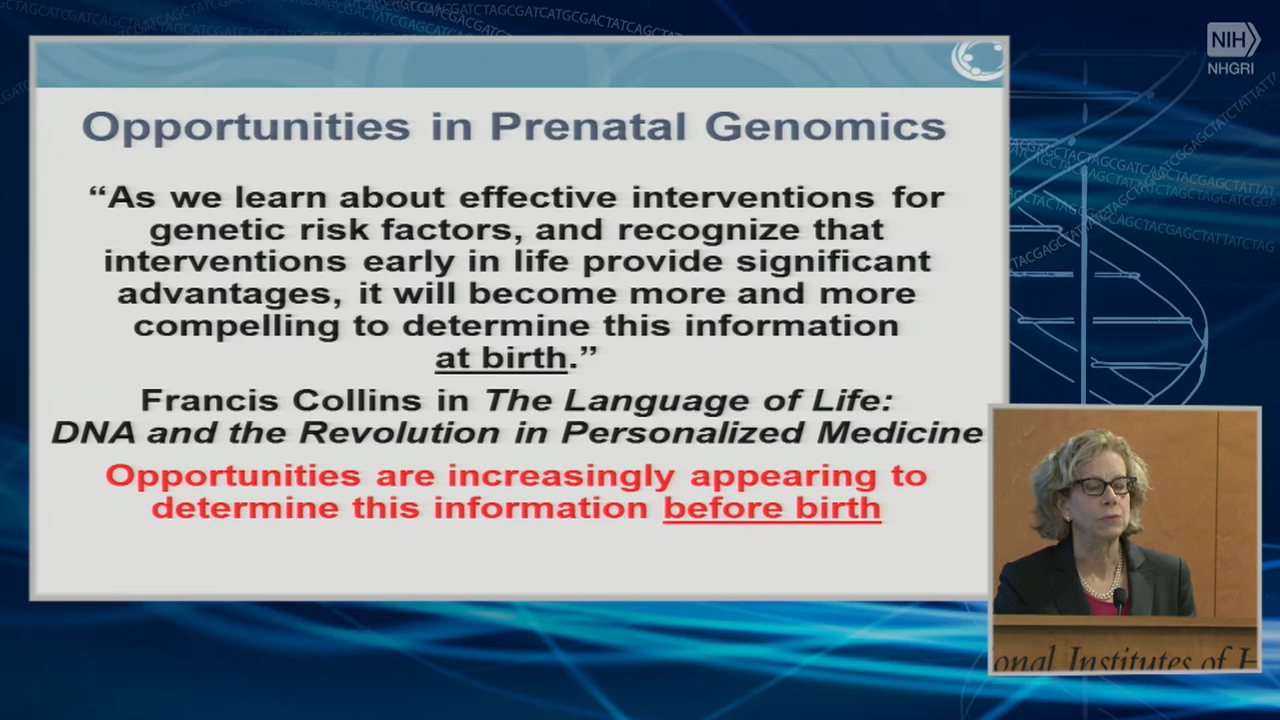 NIH
NHGRI
Opportunities in Prenatal Genomics
“As we learn about effective interventions for
genetic risk factors, and recognize that
interventions early in life provide significant
advantages, it will become more and more
compelling to determine this information
at birth.”
Francis Collins in The Language of Life:
DNA and the Revolution in Personalized Medicine
Opportunities are increasingly appearing to
determine this information before birth
onal Institutes of H